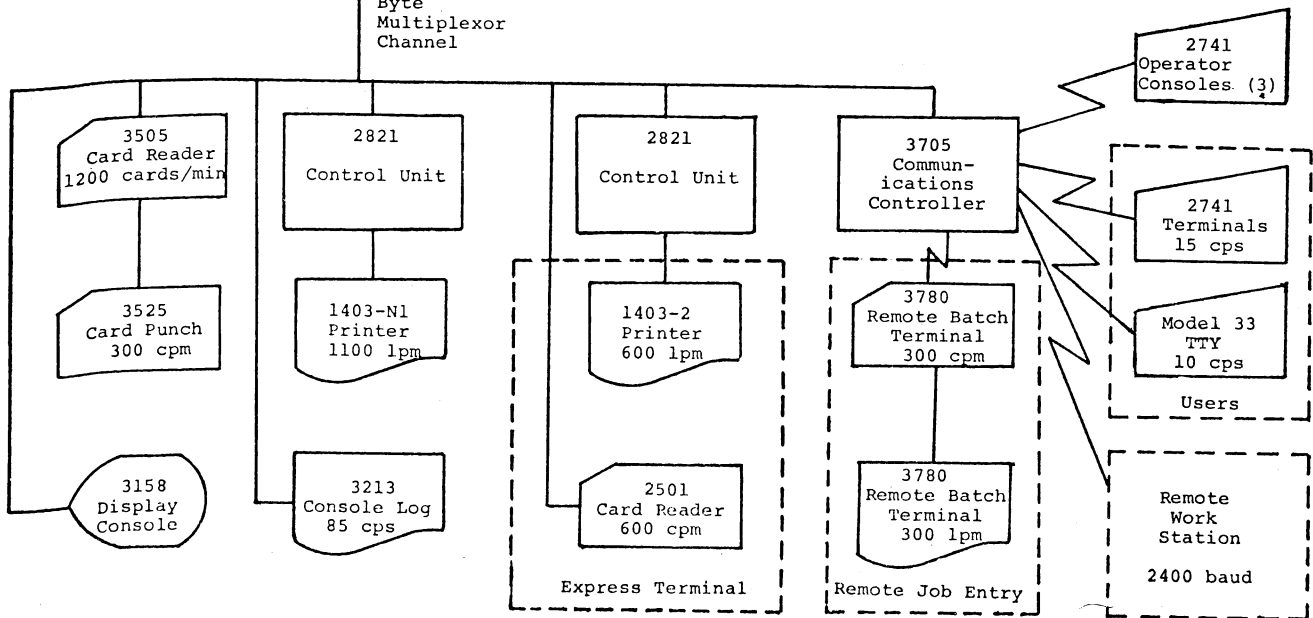 Byte
Multiplexor
Channel
2741
Operator
Consoles (3)
3505
Card Reader
1200 cards/min
2821
Control Unit
2821
Control Unit
3705
Commun-
ications
Controller
2741
Terminals
15 cps
3525
Card Punch
300 cpm
1403-N1
Printer
1100 lpm
1403-2
Printer
600 lpm
3780
Remote Batch
Terminal
300 cpm
Model 33
TTY
10 cps
Users
3158
Display
Console
3213
Console Log
85 cps
2501
Card Reader
600 cpm
3780
Remote Batch
Terminal
300 lpm
Remote
Work
Station
2400 baud
Express Terminal
Remote Job Entry